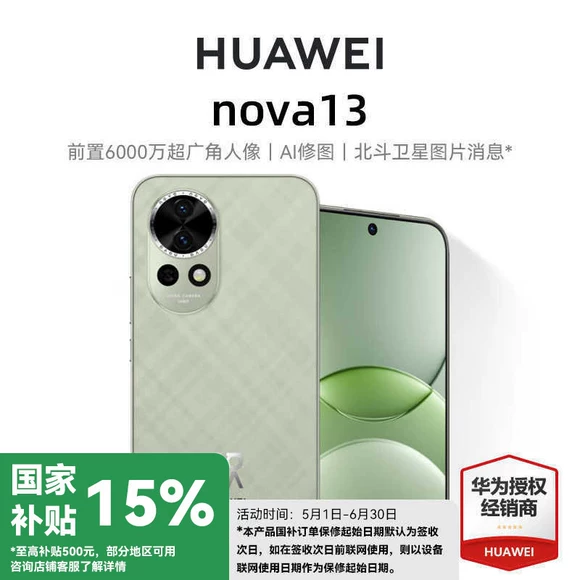 HUAWEI
nova13
前置6000万超广角人像丨AI修图丨北斗卫星图片消息*
国家
补贴
15%
*至高补贴500元，部分地区可用
咨询店铺客服了解详情
活动时间：5月1日-6月30日
*本产品国补订单保修起始日期默认为签收
次日，如在签收次日前联网使用，则以设备
联网使用日期作为保修起始日期。
华为授权
经销商
HUAWEI